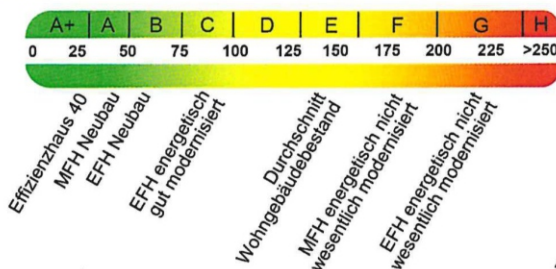 A+ A B C D E F G H
0 25 50 75 100 125 150 175 200 225 >250
Effizienzhaus 40
MFH Neubau
EFH Neubau
EFH energetisch
gut modernisiert
Durchschnitt
Wohngebäudebestand
MFH energetisch nicht
wesentlich modernisiert
EFH energetisch nicht
wesentlich modernisiert